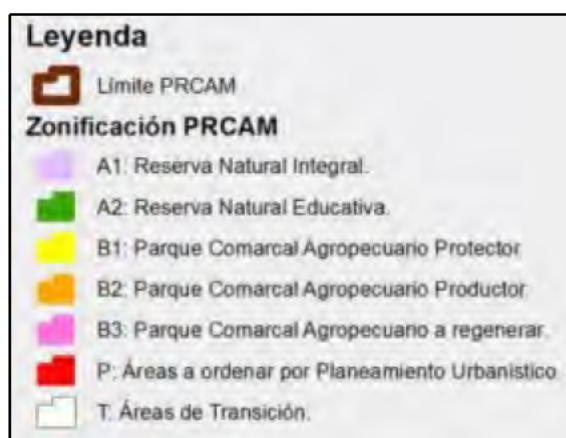 Leyenda
Límite PRCAM
Zonificación PRCAM
A1: Reserva Natural Integral.
A2: Reserva Natural Educativa.
B1: Parque Comarcal Agropecuario Protector
B2: Parque Comarcal Agropecuario Productor
B3: Parque Comarcal Agropecuario a regenerar.
P: Áreas a ordenar por Planeamiento Urbanístico
T: Áreas de Transición.